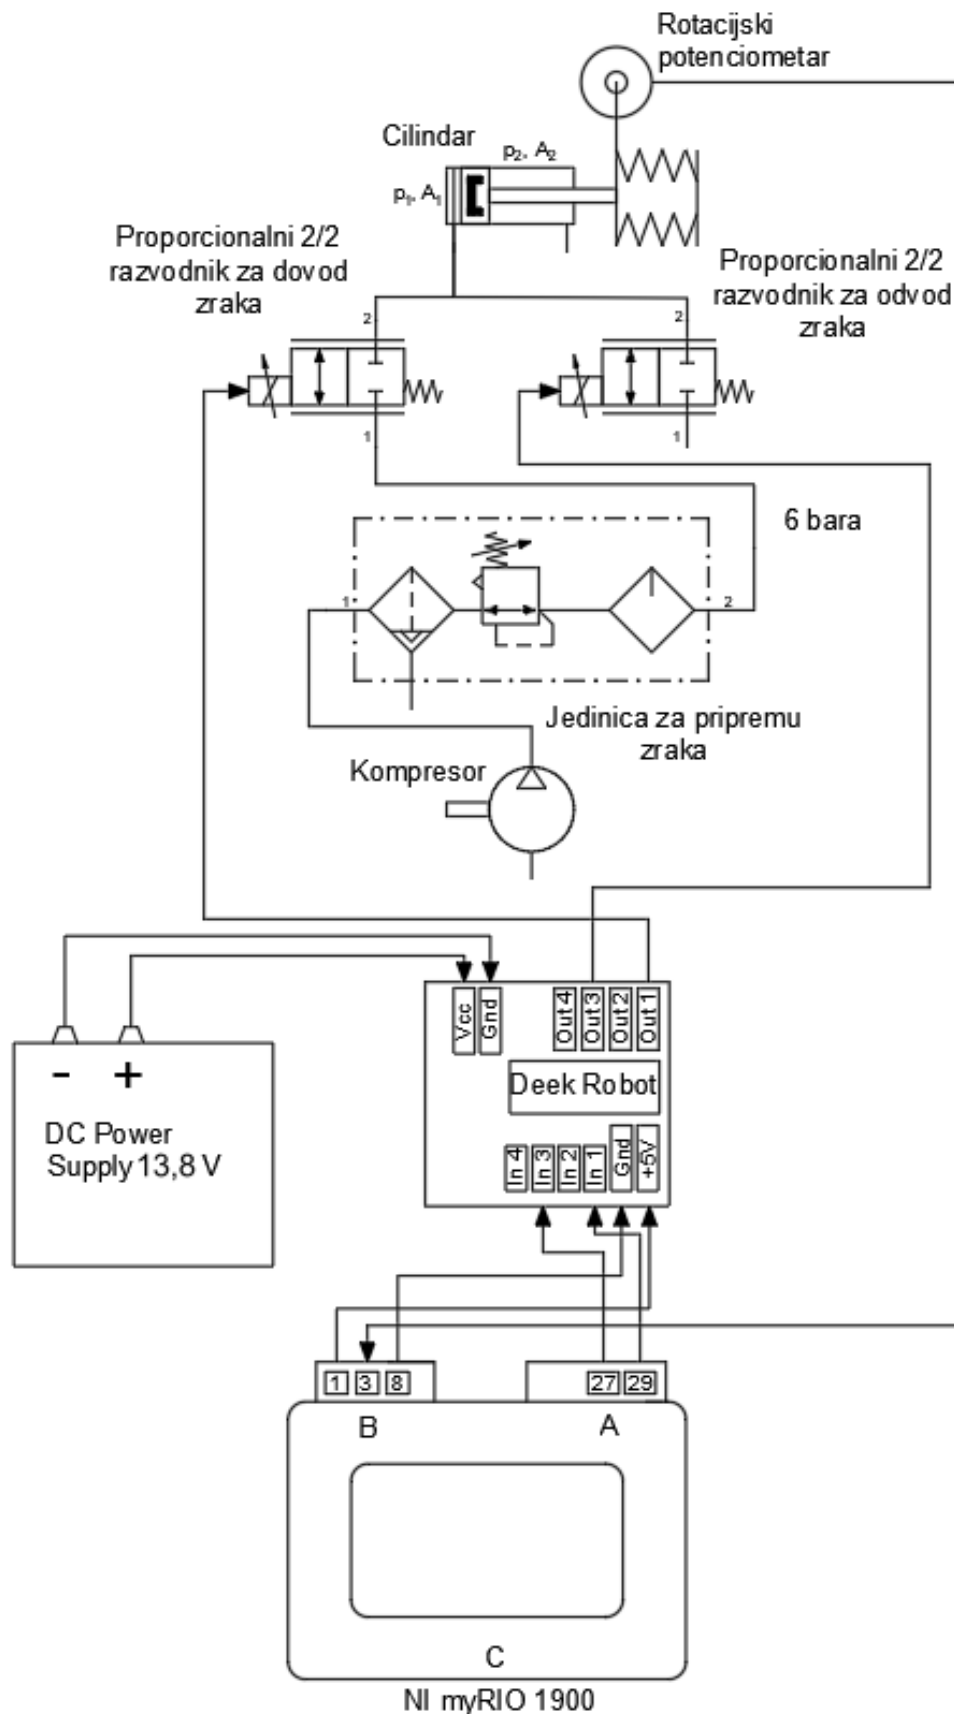 Rotacijski
potenciometar
Cilindar
p₂, A₂
p₁, A₁
Proporcionalni 2/2
razvodnik za dovod
zraka
Proporcionalni 2/2
razvodnik za odvod
zraka
2
2
1
1
6 bara
1
2
Jedinica za pripremu
zraka
Kompresor
Vcc
Gnd
Out 4
Out 3
Out 2
Out 1
- +
Deek Robot
DC Power
Supply 13,8 V
In 4
In 3
In 2
In 1
Gnd
+5V
1 3 8
27 29
B
A
C
NI myRIO 1900